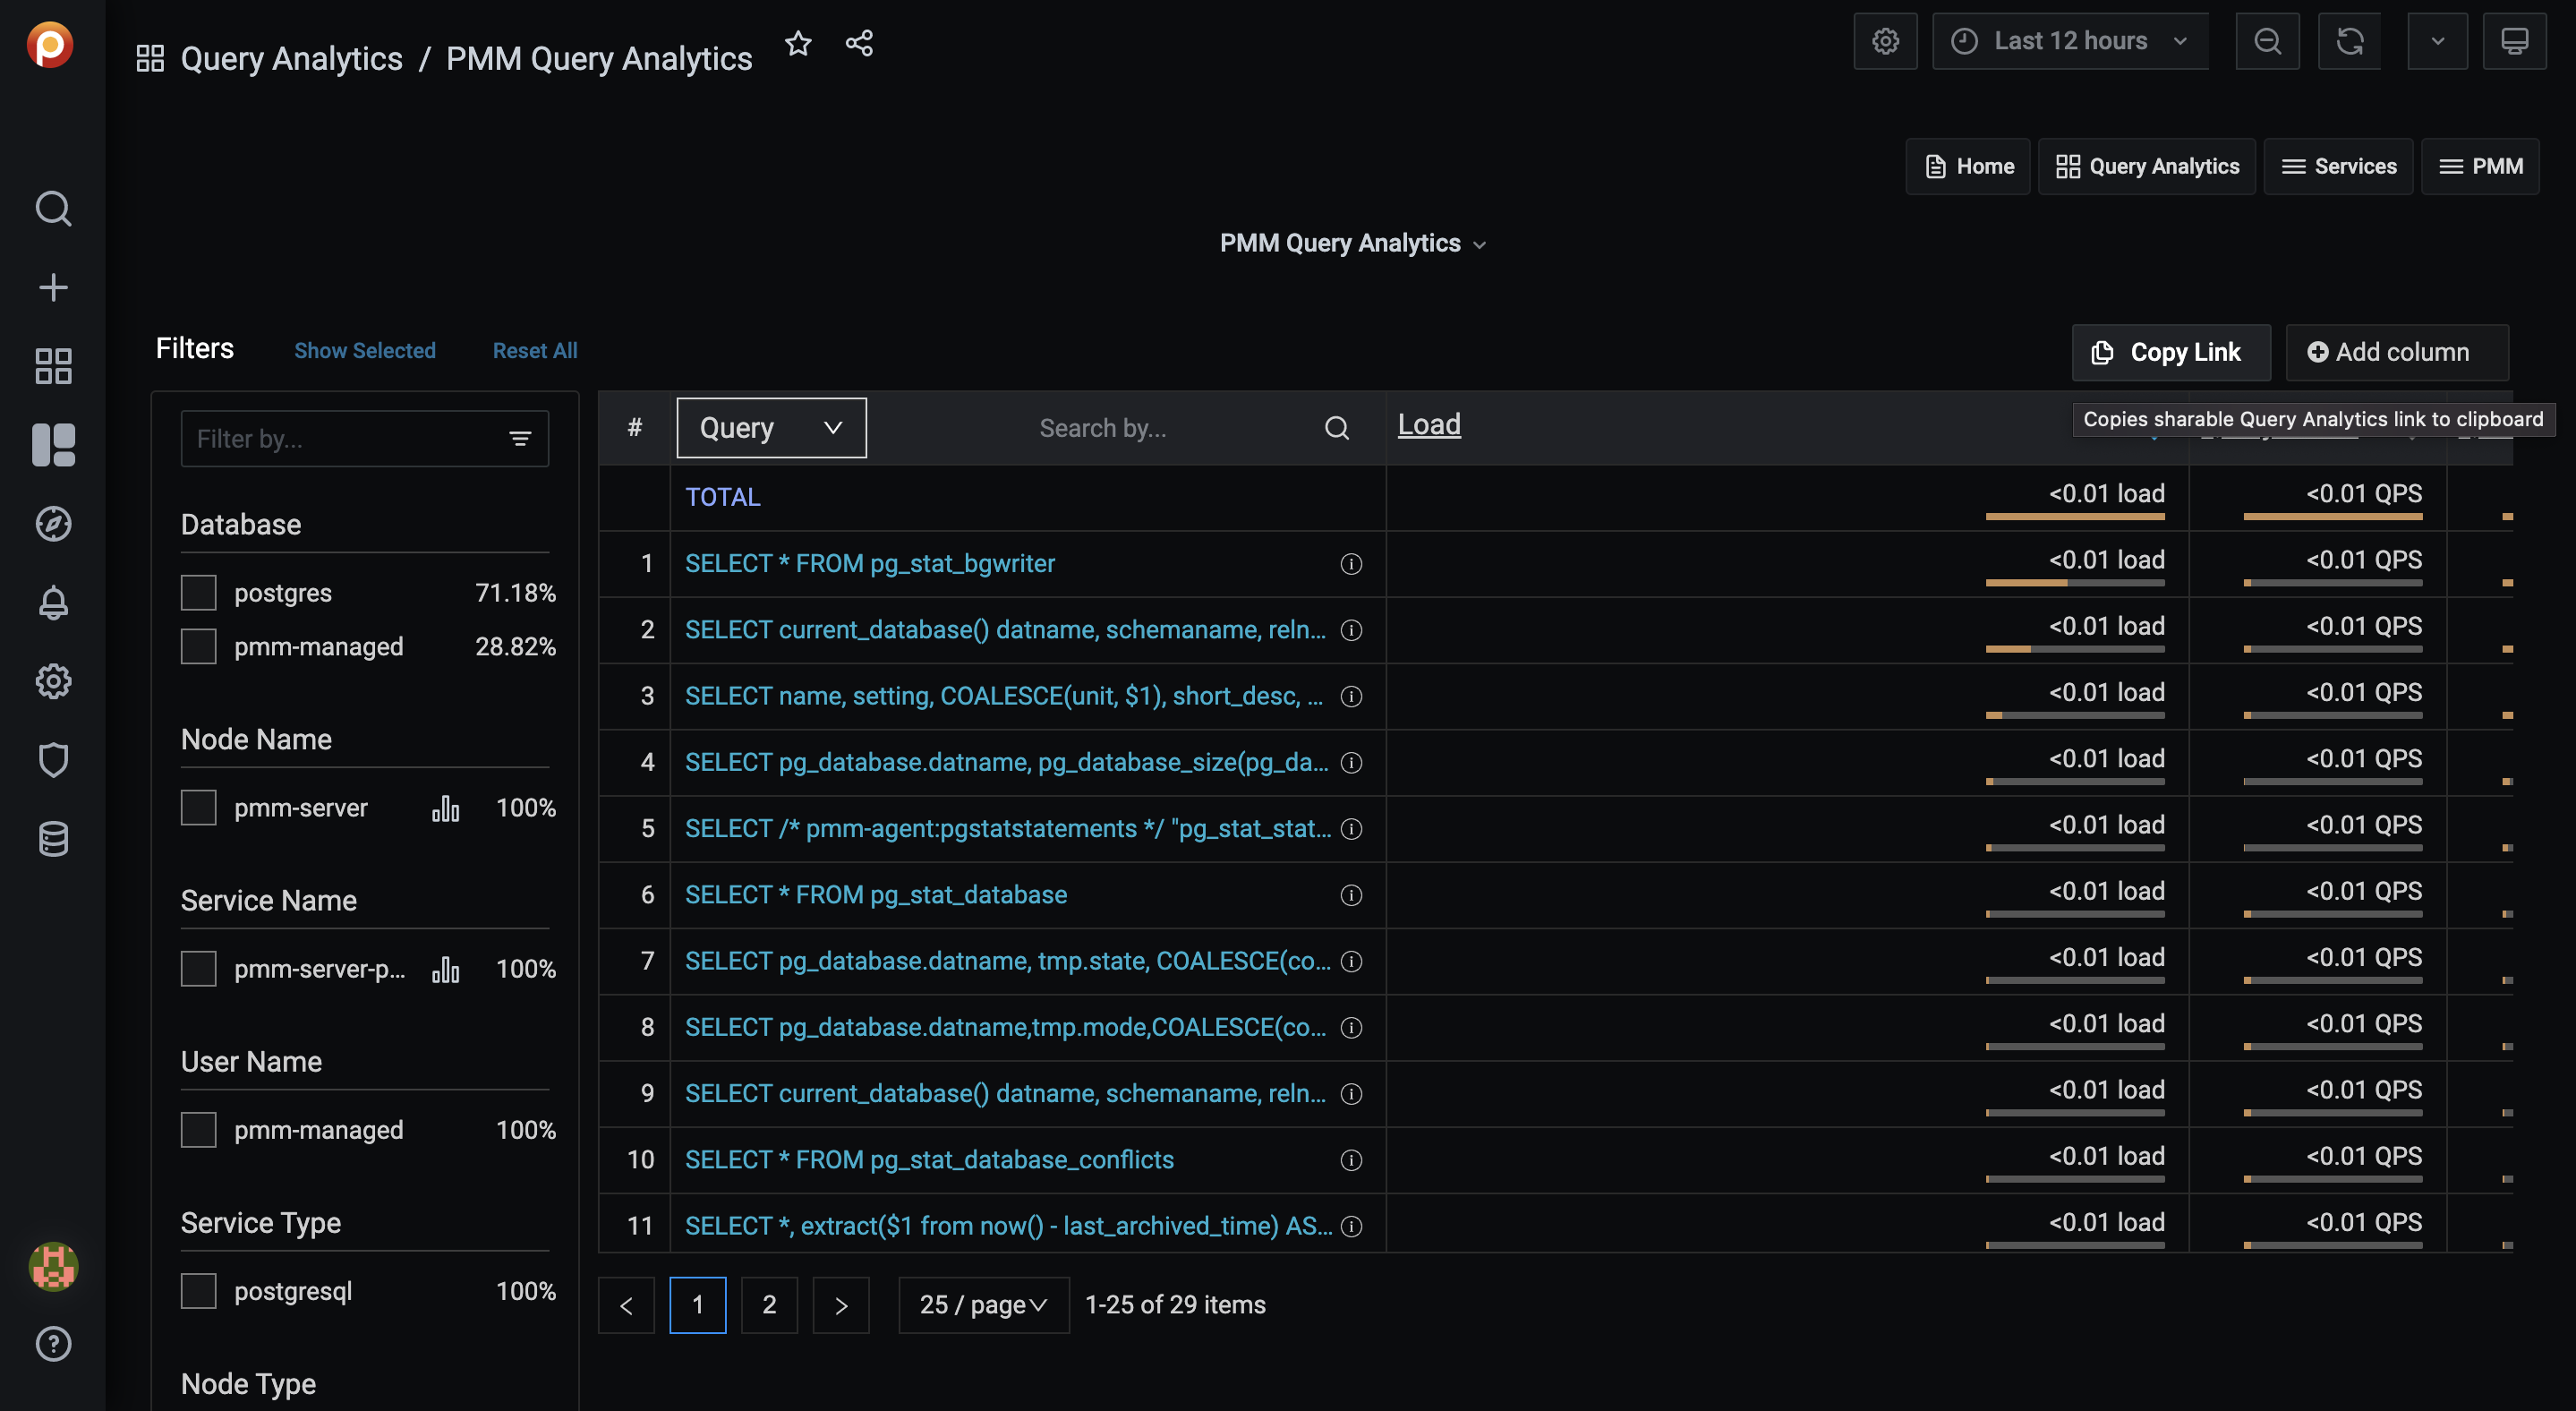 Query Analytics / PMM Query Analytics
Last 12 hours
Home
Query Analytics
Services
PMM
PMM Query Analytics
Filters
Show Selected
Reset All
Copy Link
Add column
Copies sharable Query Analytics link to clipboard
Filter by...
Database
postgres 71.18%
pmm-managed 28.82%
Node Name
pmm-server 100%
Service Name
pmm-server-p... 100%
User Name
pmm-managed 100%
Service Type
postgresql 100%
Node Type
# Query Search by... Load
TOTAL <0.01 load <0.01 QPS
1 SELECT * FROM pg_stat_bgwriter <0.01 load <0.01 QPS
2 SELECT current_database() datname, schemaname, reln... <0.01 load <0.01 QPS
3 SELECT name, setting, COALESCE(unit, $1), short_desc, ... <0.01 load <0.01 QPS
4 SELECT pg_database.datname, pg_database_size(pg_da... <0.01 load <0.01 QPS
5 SELECT /* pmm-agent:pgstatstatements */ "pg_stat_stat... <0.01 load <0.01 QPS
6 SELECT * FROM pg_stat_database <0.01 load <0.01 QPS
7 SELECT pg_database.datname, tmp.state, COALESCE(co... <0.01 load <0.01 QPS
8 SELECT pg_database.datname,tmp.mode,COALESCE(co... <0.01 load <0.01 QPS
9 SELECT current_database() datname, schemaname, reln... <0.01 load <0.01 QPS
10 SELECT * FROM pg_stat_database_conflicts <0.01 load <0.01 QPS
11 SELECT *, extract($1 from now() - last_archived_time) AS... <0.01 load <0.01 QPS
< 1 2 > 25 / page 1-25 of 29 items